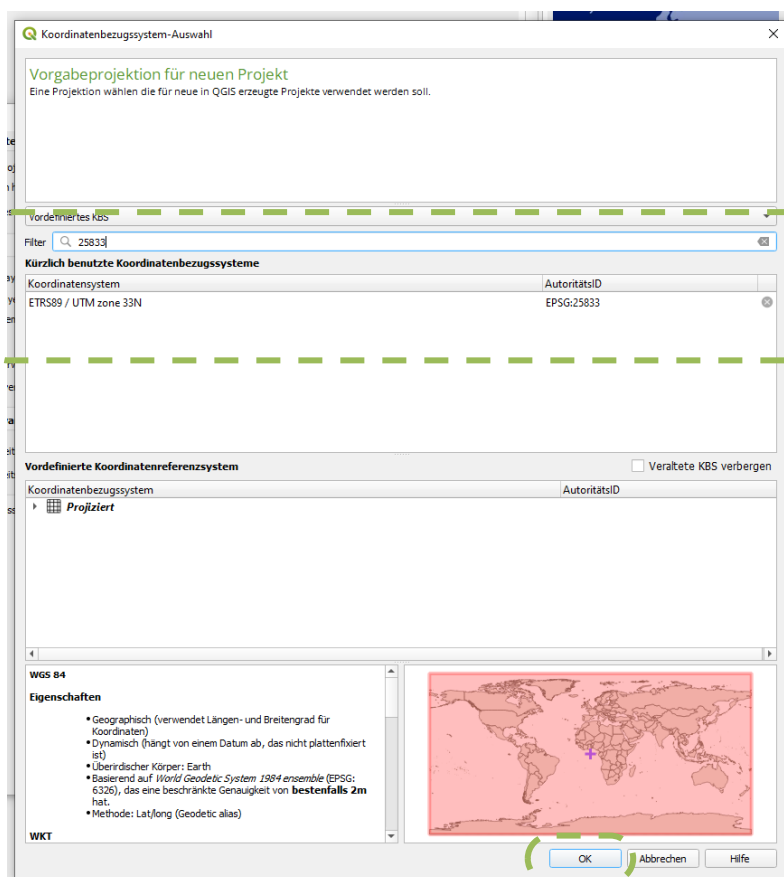 Koordinatenbezugssystem-Auswahl
Vorgabeprojektion für neuen Projekt
Eine Projektion wählen die für neue in QGIS erzeugte Projekte verwendet werden soll.
Vordefiniertes KBS
Filter 25833
Kürzlich benutzte Koordinatenbezugssysteme
Koordinatensystem AutoritätsID
ETRS89 / UTM zone 33N EPSG:25833
Vordefinierte Koordinatenreferenzsystem Veraltete KBS verbergen
Koordinatenbezugssystem AutoritätsID
Projiziert
WGS 84
Eigenschaften
•Geographisch (verwendet Längen- und Breitengrad für
Koordinaten)
•Dynamisch (hängt von einem Datum ab, das nicht plattenfixiert
ist)
•Überirdischer Körper: Earth
•Basierend auf World Geodetic System 1984 ensemble (EPSG:
6326), das eine beschränkte Genauigkeit von bestenfalls 2m
hat.
•Methode: Lat/long (Geodetic alias)
WKT
OK Abbrechen Hilfe